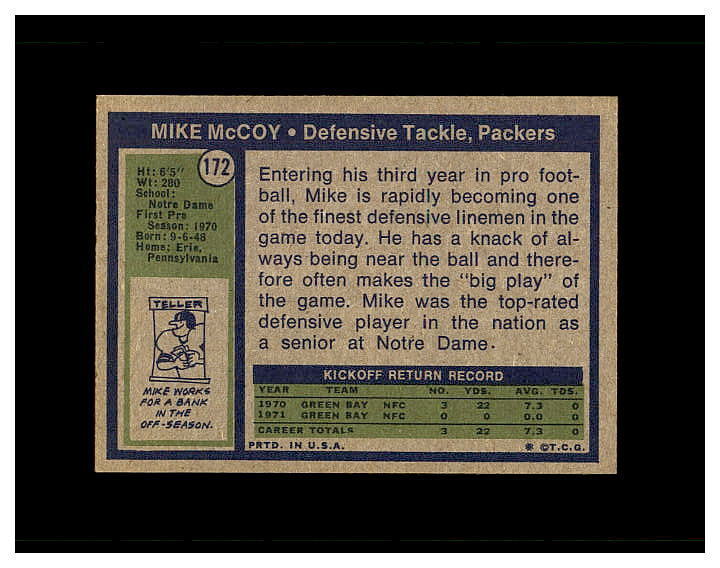 MIKE McCOY • Defensive Tackle, Packers
172
Ht: 6'5"
Wt: 280
School:
Notre Dame
First Pro
Season: 1970
Born: 9-6-48
Home: Erie,
Pennsylvania
TELLER
MIKE WORKS
FOR A BANK
IN THE
OFF-SEASON.
Entering his third year in pro foot-
ball, Mike is rapidly becoming one
of the finest defensive linemen in the
game today. He has a knack of al-
ways being near the ball and there-
fore often makes the "big play" of
the game. Mike was the top-rated
defensive player in the nation as
a senior at Notre Dame.
KICKOFF RETURN RECORD
YEAR TEAM NO. YDS. AVG. TDS.
1970 GREEN BAY NFC 3 22 7.3 0
1971 GREEN BAY NFC 0 0 0.0 0
CAREER TOTALS 3 22 7.3 0
PRTD. IN U.S.A. * ©T.C.G.